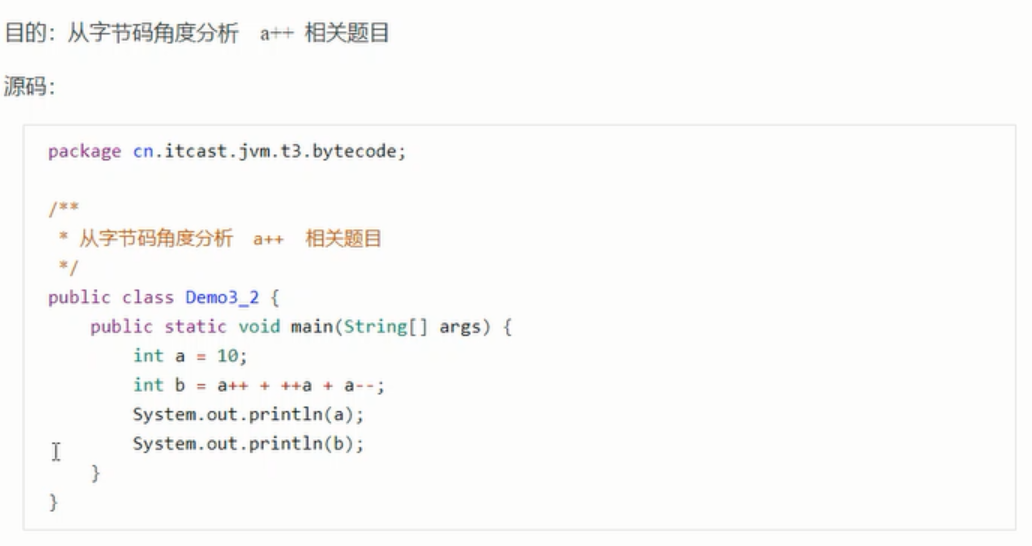 目的：从字节码角度分析 a++ 相关题目
源码：
package cn.itcast.jvm.t3.bytecode;
/**
 * 从字节码角度分析 a++ 相关题目
 */
public class Demo3_2 {
    public static void main(String[] args) {
        int a = 10;
        int b = a++ + ++a + a--;
        System.out.println(a);
        System.out.println(b);
    }
}